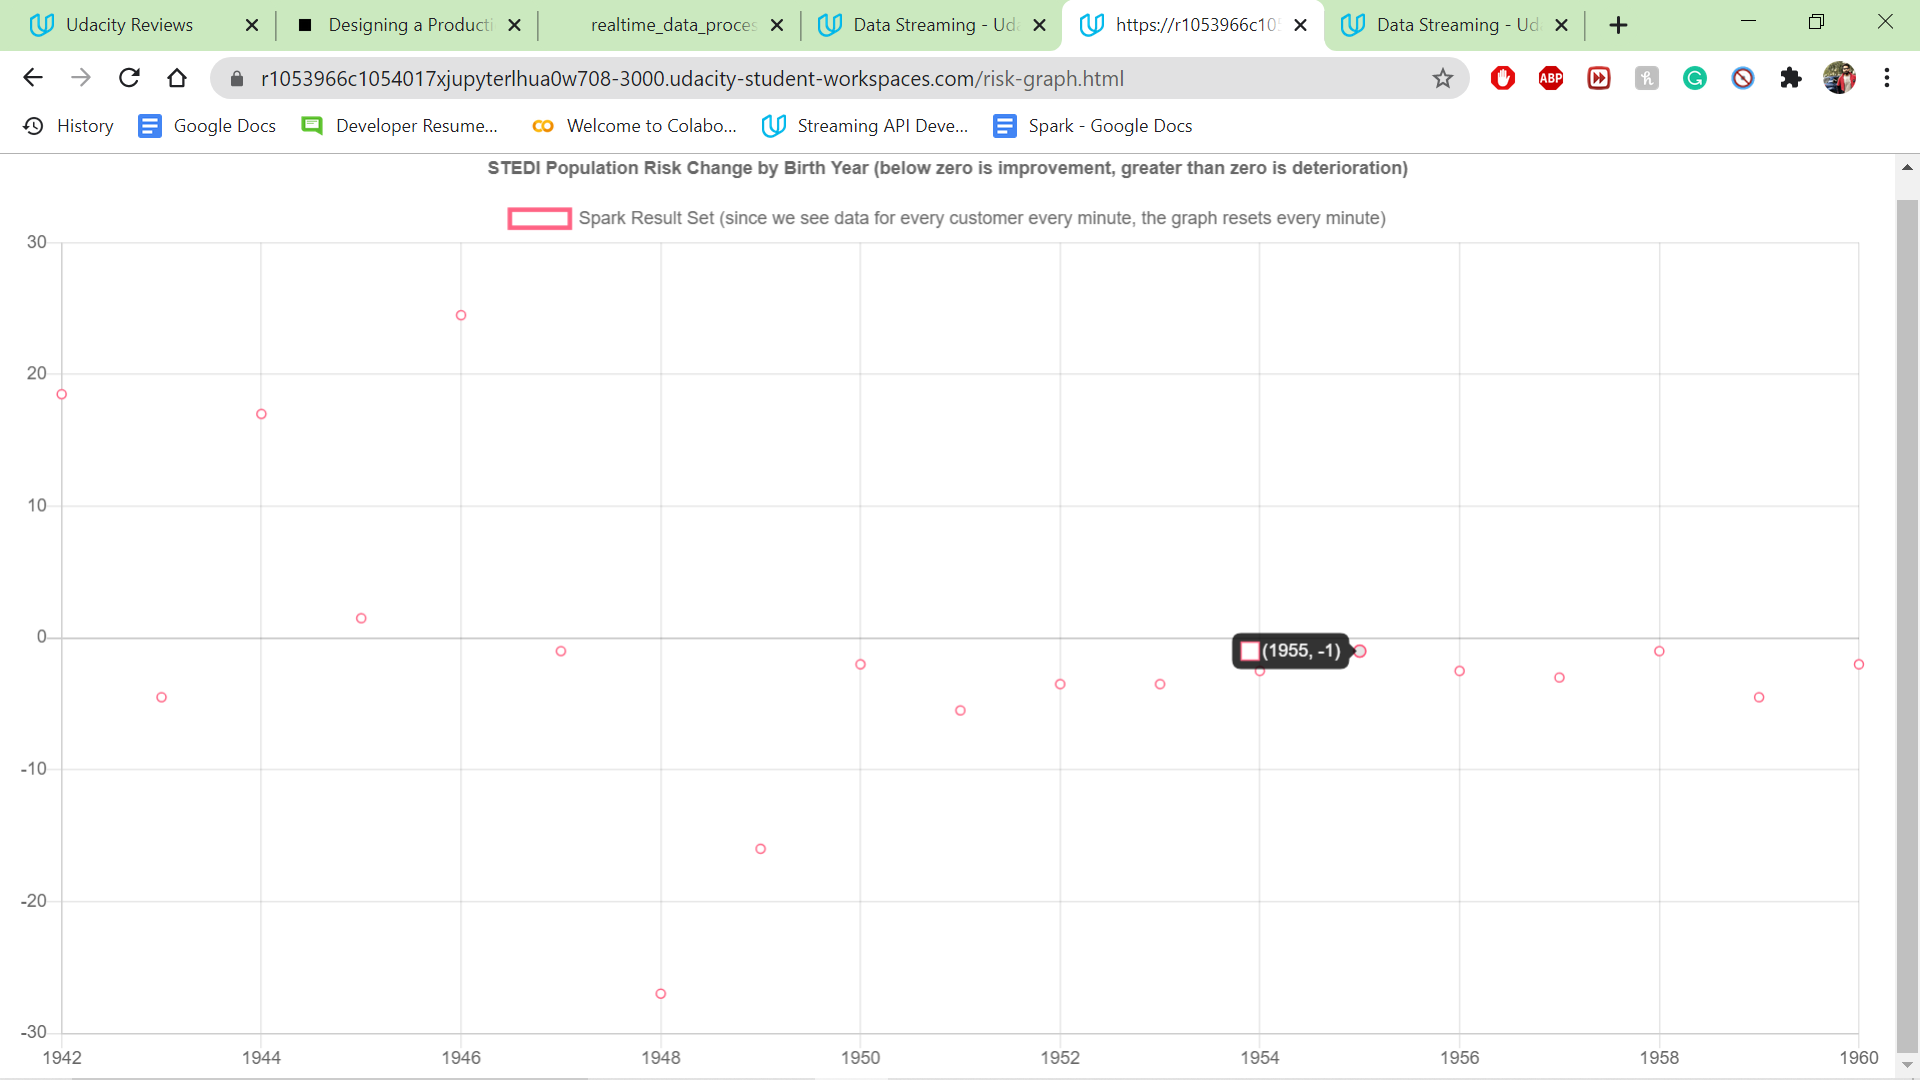 Udacity Reviews
Designing a Producti
realtime_data_proces
Data Streaming - Uda
https://r1053966c105
Data Streaming - Uda
r1053966c1054017xjupyterlhua0w708-3000.udacity-student-workspaces.com/risk-graph.html
ABP
History
Google Docs
Developer Resume...
Welcome to Colabo...
Streaming API Deve...
Spark - Google Docs
STEDI Population Risk Change by Birth Year (below zero is improvement, greater than zero is deterioration)
Spark Result Set (since we see data for every customer every minute, the graph resets every minute)
30
20
10
0
(1955, -1)
-10
-20
-30
1942 1944 1946 1948 1950 1952 1954 1956 1958 1960